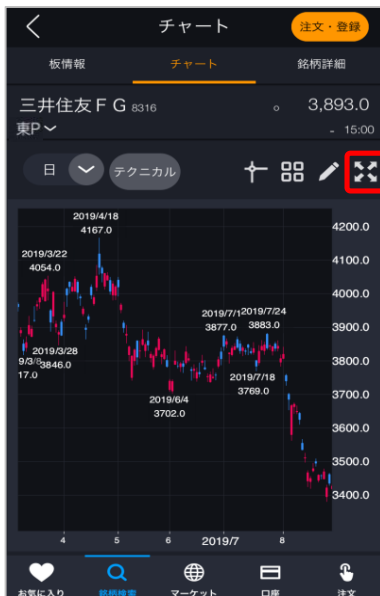 チャート
注文・登録
板情報 チャート 銘柄詳細
三井住友ＦＧ 8316 3,893.0
東P - 15:00
日 テクニカル
2019/4/18
4167.0
4200.0
2019/3/22
4054.0
4100.0
4000.0
2019/7/1 2019/7/24
3877.0 3883.0
3900.0
2019/3/28
3846.0
9/3/8
17.0
3800.0
2019/7/18
3769.0
2019/6/4
3702.0
3700.0
3600.0
3500.0
3400.0
4 5 6 2019/7 8
お気に入り 銘柄検索 マーケット 口座 注文